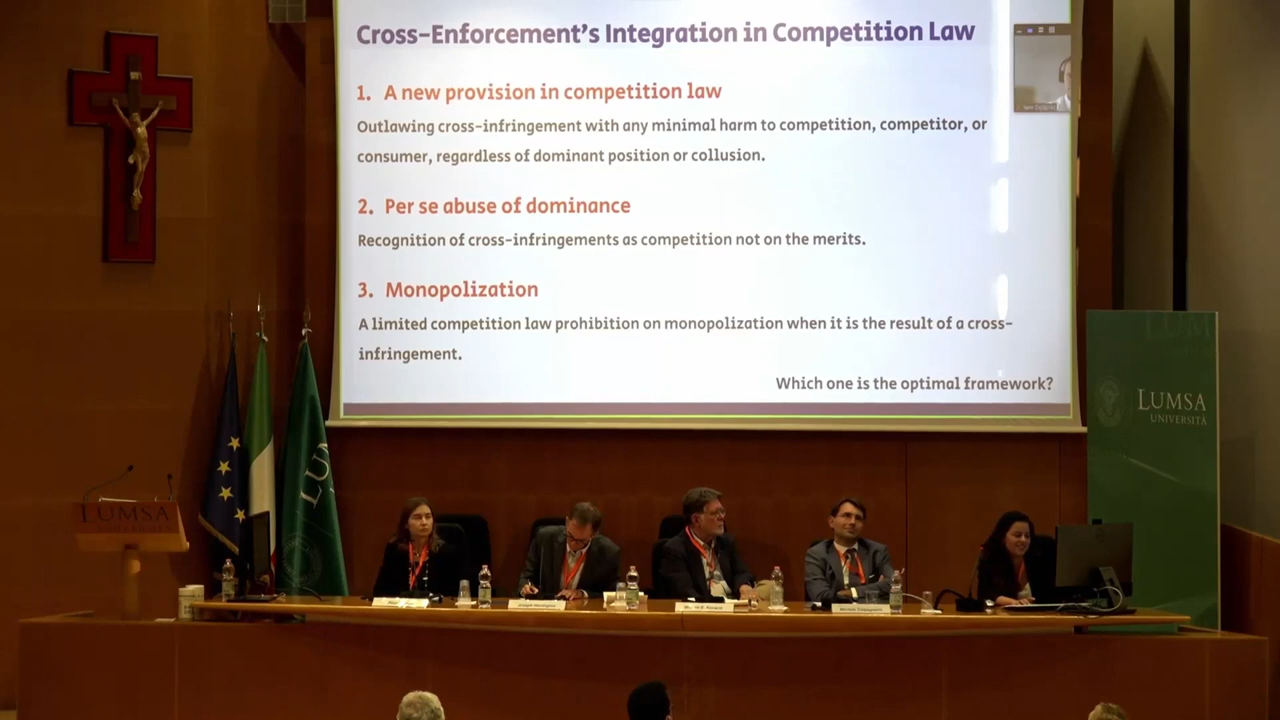 Cross-Enforcement's Integration in Competition Law
1. A new provision in competition law
Outlawing cross-infringement with any minimal harm to competition, competitor, or
consumer, regardless of dominant position or collusion.
2. Per se abuse of dominance
Recognition of cross-infringements as competition not on the merits.
3. Monopolization
A limited competition law prohibition on monopolization when it is the result of a cross-
infringement.
Which one is the optimal framework?
LUM
LUMSA
UNIVERSITÀ
LUMSA
LU